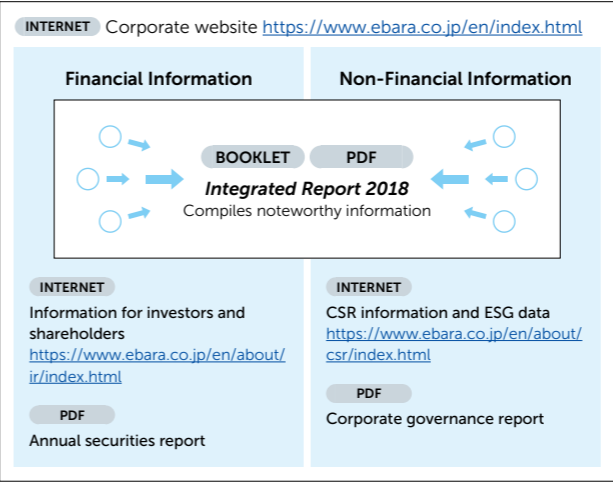 INTERNET Corporate website https://www.ebara.co.jp/en/index.html
Financial Information
Non-Financial Information
BOOKLET PDF
Integrated Report 2018
Compiles noteworthy information
INTERNET
Information for investors and
shareholders
https://www.ebara.co.jp/en/about/
ir/index.html
PDF
Annual securities report
INTERNET
CSR information and ESG data
https://www.ebara.co.jp/en/about/
csr/index.html
PDF
Corporate governance report